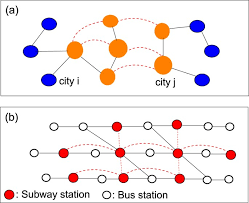 (a)
city i
city j
(b)
: Subway station : Bus station